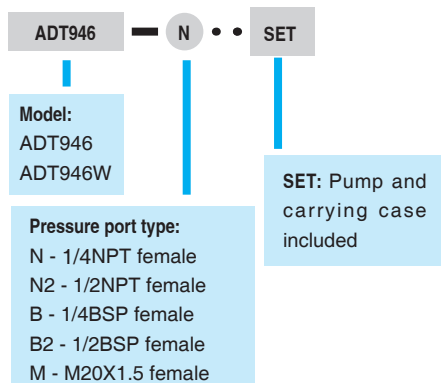 ADT946 — N • • SET
Model:
ADT946
ADT946W
SET: Pump and
carrying case
included
Pressure port type:
N - 1/4NPT female
N2 - 1/2NPT female
B - 1/4BSP female
B2 - 1/2BSP female
M - M20X1.5 female